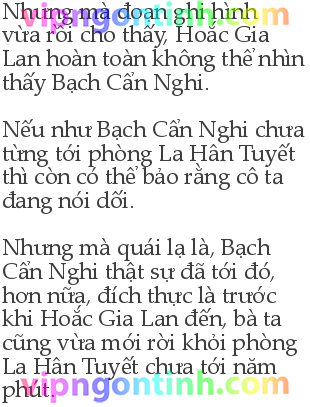 Nhưng mà đoạn ghi hình
vừa rồi cho thấy, Hoắc Gia
Lan hoàn toàn không thể nhìn
thấy Bạch Cẩn Nghi.
Nếu như Bạch Cẩn Nghi chưa
từng tới phòng La Hân Tuyết
thì còn có thể bảo rằng cô ta
đang nói dối.
Nhưng mà quái lạ là, Bạch
Cẩn Nghi thật sự đã tới đó,
hơn nữa, đích thực là trước
khi Hoắc Gia Lan đến, bà ta
cũng vừa mới rời khỏi phòng
La Hân Tuyết chưa tới năm
phút.
vipngontinh.com
vipngontinh.com